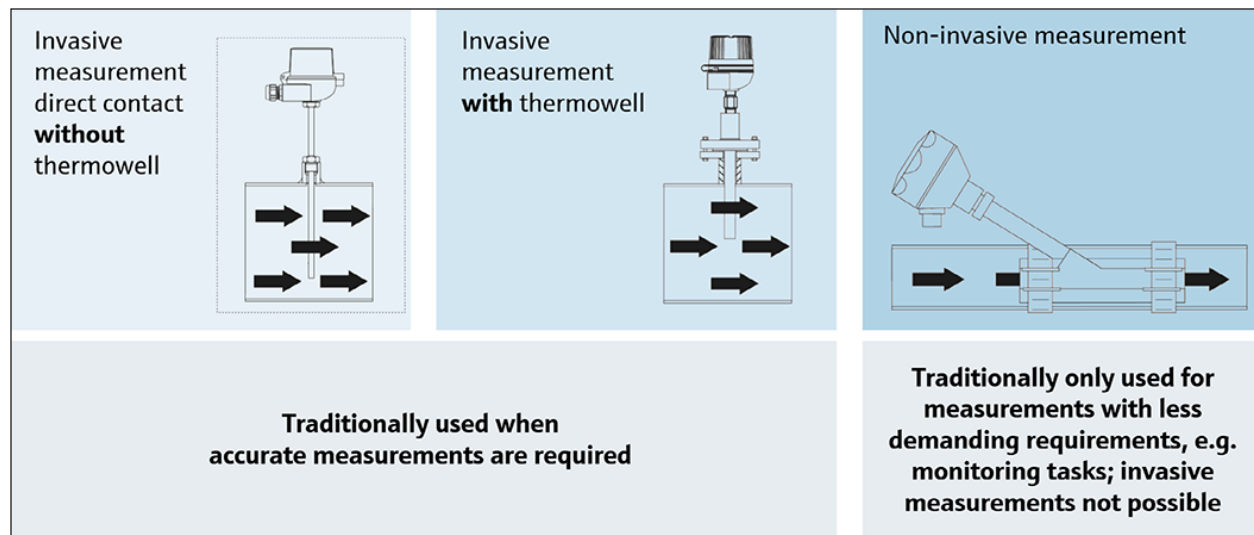 Invasive
measurement
direct contact
without
thermowell
Invasive
measurement
with thermowell
Non-invasive measurement
Traditionally used when
accurate measurements are required
Traditionally only used for
measurements with less
demanding requirements, e.g.
monitoring tasks; invasive
measurements not possible